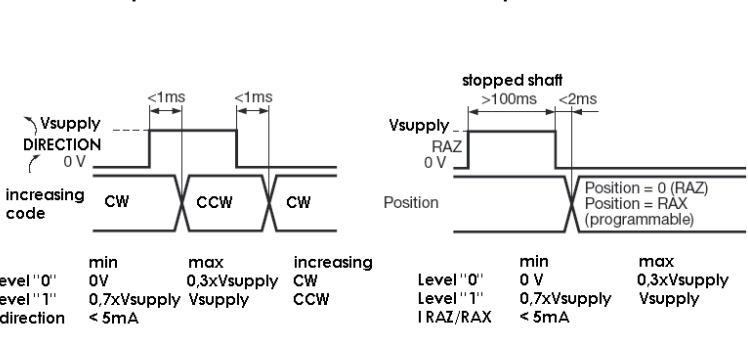 <1ms <1ms
Vsupply
DIRECTION
0 V
increasing
code
CW CCW CW
min max increasing
evel "0" 0V 0,3xVsupply CW
evel "1" 0,7xVsupply Vsupply CCW
direction < 5mA
stopped shaft
>100ms <2ms
Vsupply
RAZ
0 V
Position
Position = 0 (RAZ)
Position = RAX
(programmable)
min max
Level "0" 0 V 0,3xVsupply
Level "1" 0,7xVsupply Vsupply
I RAZ/RAX < 5mA